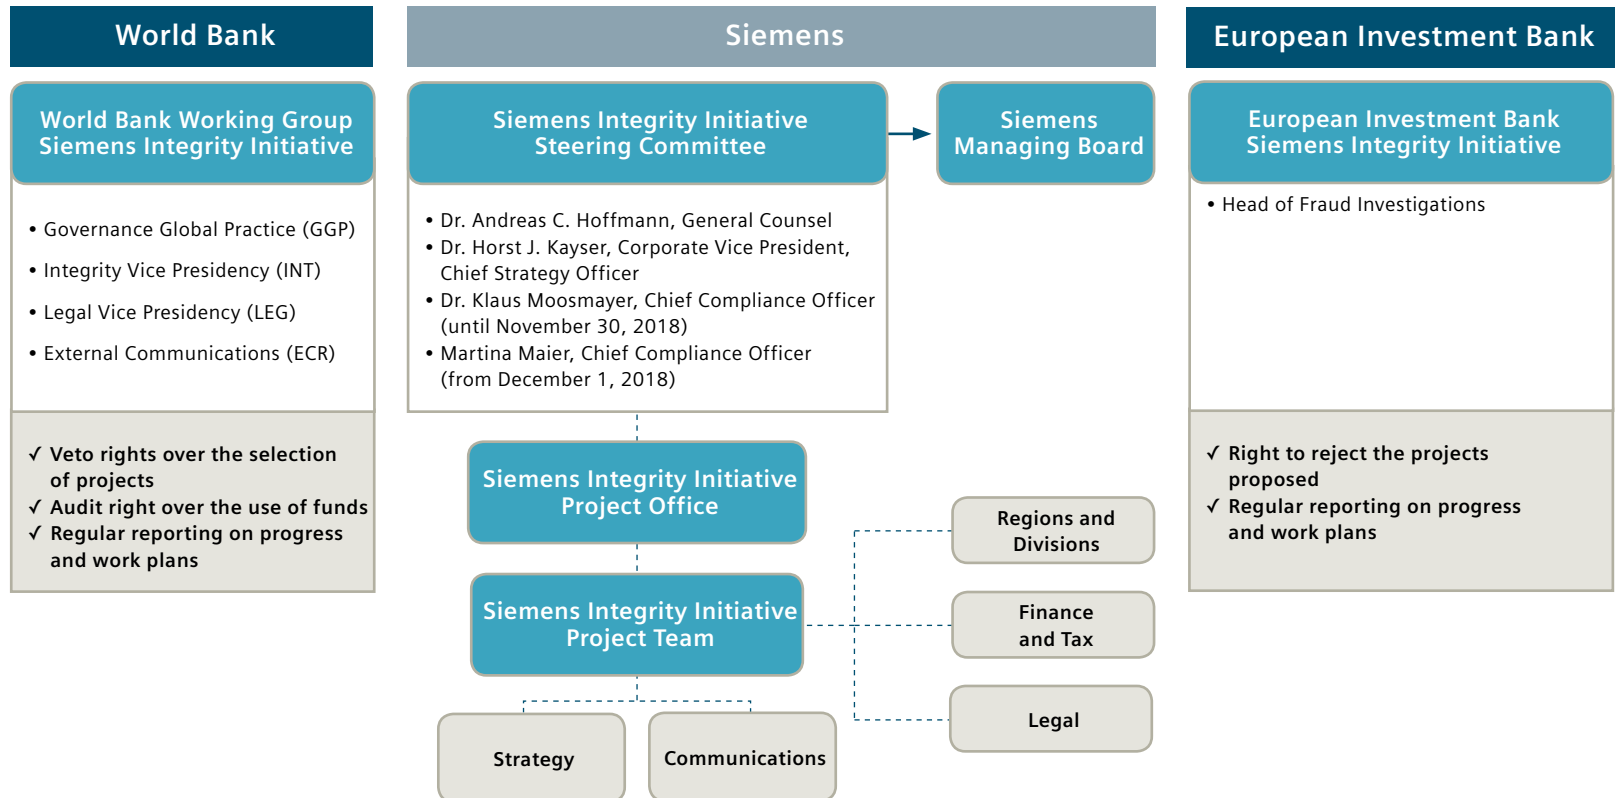 World Bank
Siemens
European Investment Bank
World Bank Working Group
Siemens Integrity Initiative
• Governance Global Practice (GGP)
• Integrity Vice Presidency (INT)
• Legal Vice Presidency (LEG)
• External Communications (ECR)
✓ Veto rights over the selection
of projects
✓ Audit right over the use of funds
✓ Regular reporting on progress
and work plans
Siemens Integrity Initiative
Steering Committee
Siemens
Managing Board
• Dr. Andreas C. Hoffmann, General Counsel
• Dr. Horst J. Kayser, Corporate Vice President,
Chief Strategy Officer
• Dr. Klaus Moosmayer, Chief Compliance Officer
(until November 30, 2018)
• Martina Maier, Chief Compliance Officer
(from December 1, 2018)
Siemens Integrity Initiative
Project Office
Siemens Integrity Initiative
Project Team
Regions and
Divisions
Finance
and Tax
Legal
Strategy
Communications
European Investment Bank
Siemens Integrity Initiative
• Head of Fraud Investigations
✓ Right to reject the projects
proposed
✓ Regular reporting on progress
and work plans